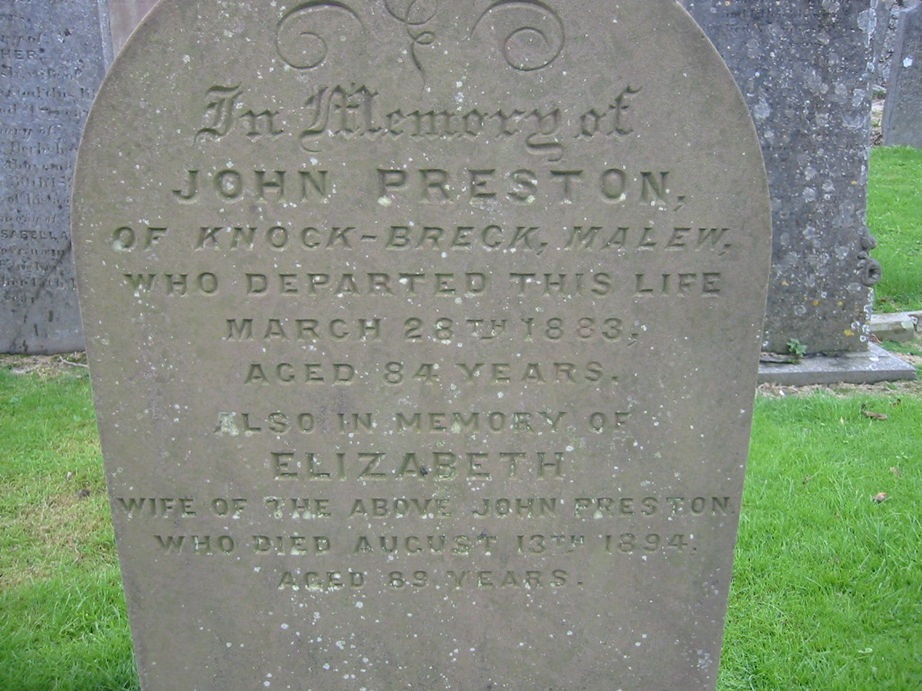 In Memory of
JOHN PRESTON,
OF KNOCK-BRECK, MALEW,
WHO DEPARTED THIS LIFE
MARCH 28TH 1883;
AGED 84 YEARS.
ALSO IN MEMORY OF
ELIZABETH
WIFE OF THE ABOVE JOHN PRESTON
WHO DIED AUGUST 13TH 1894.
AGED 89 YEARS.